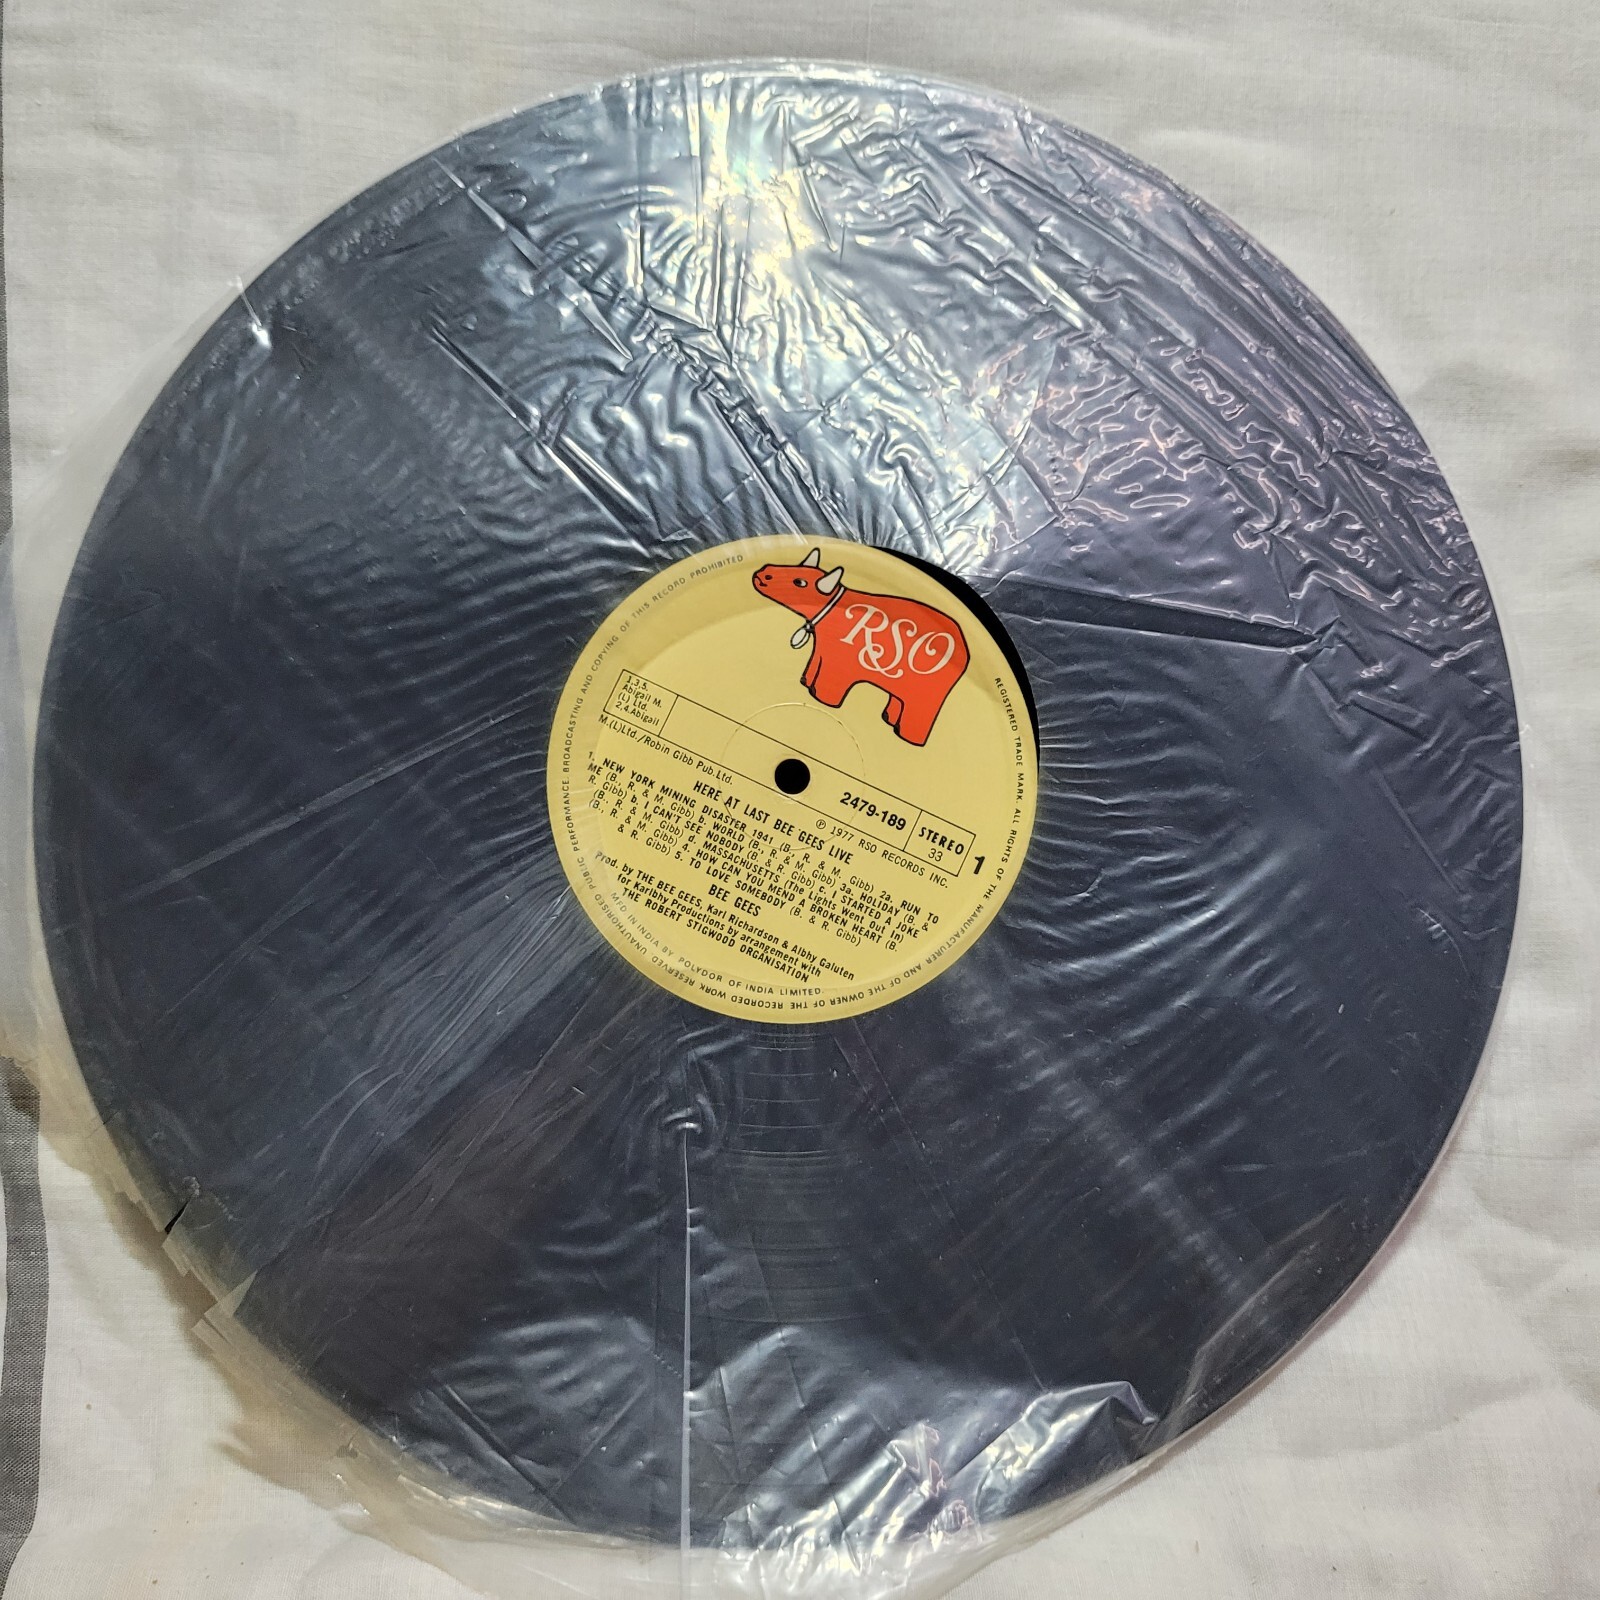 RSO
1.3.5.
Abigail M.
(L) Ltd.
2,4.Abigail
M.(L)Ltd./Robin Gibb Pub.Ltd.
2479-189
STEREO
33
1
℗ 1977 RSO RECORDS INC.
HERE AT LAST BEE GEES LIVE
1. NEW YORK MINING DISASTER 1941 (B., R. & M. Gibb) 2a. RUN TO
ME (B., R. & M. Gibb) b. WORLD (B., R. & M. Gibb) 3a. HOLIDAY (B. &
R. Gibb) b. I CAN'T SEE NOBODY (B. & R. Gibb) c. I STARTED A JOKE
(B., R. & M. Gibb) d. MASSACHUSETTS (The Lights Went Out in)
(B., R. & M. Gibb) 4. HOW CAN YOU MEND A BROKEN HEART (B.
& R. Gibb) 5. TO LOVE SOMEBODY (B. & R. Gibb)
BEE GEES
Prod. by THE BEE GEES, Karl Richardson & Albhy Galuten
for Karibhy Productions by arrangement with
THE ROBERT STIGWOOD ORGANISATION
MFD IN INDIA BY POLYDOR OF INDIA LIMITED.
REGISTERED TRADE MARK. ALL RIGHTS OF THE MANUFACTURER AND OF THE OWNER OF THE RECORDED WORK RESERVED UNAUTHORISED PUBLIC PERFORMANCE BROADCASTING AND COPYING OF THIS RECORD PROHIBITED